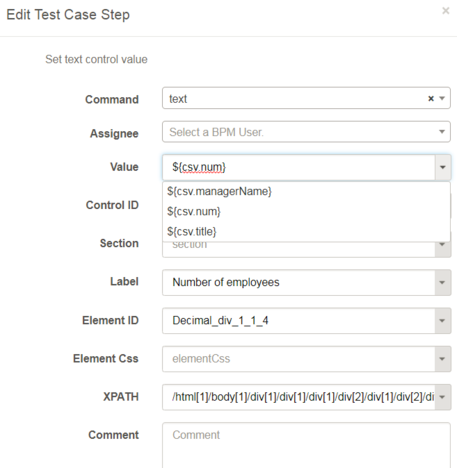 Edit Test Case Step ×
Set text control value
Command text × ▾
Assignee Select a BPM User.
Value ${csv.num}
${csv.managerName}
Control ID ${csv.num}
${csv.title}
Section section
Label Number of employees
Element ID Decimal_div_1_1_4
Element Css elementCss
XPATH /html[1]/body[1]/div[1]/div[1]/div[1]/div[2]/div[1]/div[2]/di
Comment Comment